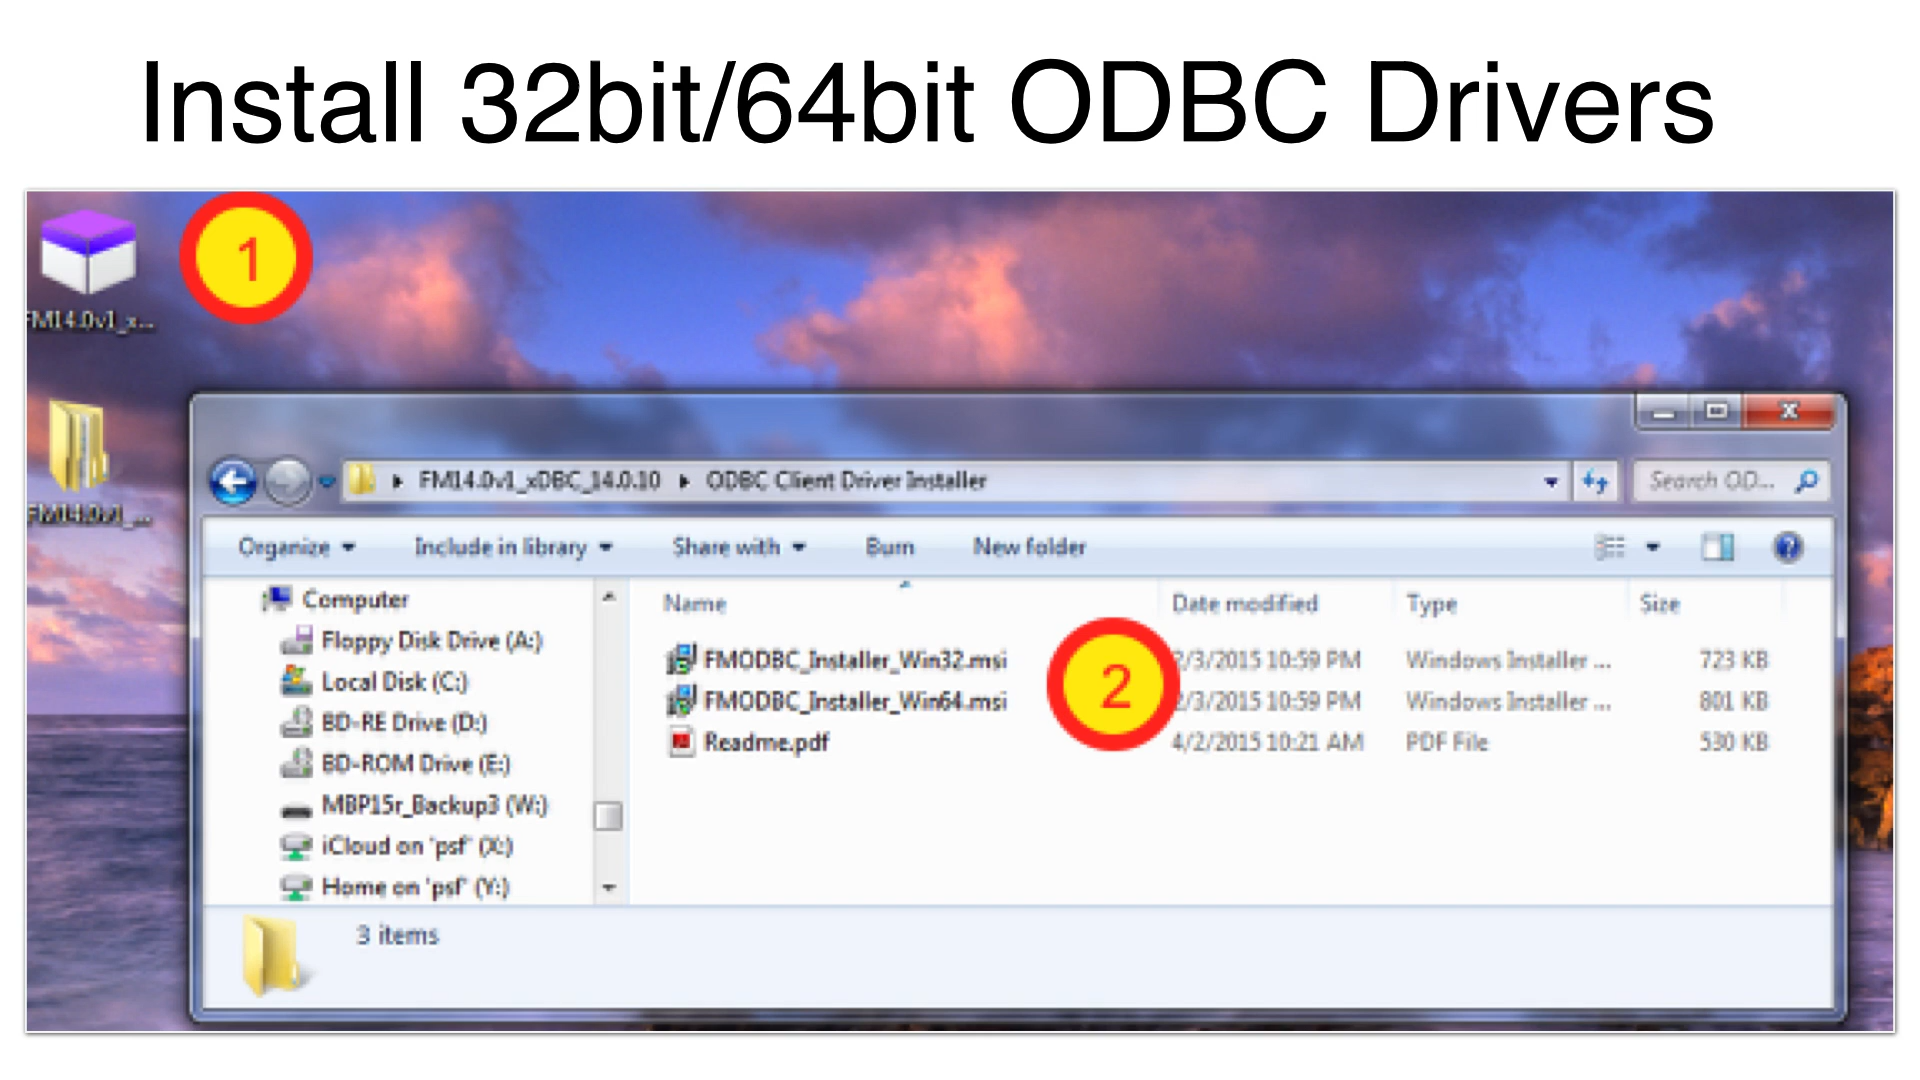 Install 32bit/64bit ODBC Drivers
1
FM14.0v1_x...
FM14.0v1_...
FM14.0v1_xDBC_14.0.10 ODBC Client Driver Installer
Search OD...
Organize Include in library Share with Burn New folder
Computer
Floppy Disk Drive (A:)
Local Disk (C:)
BD-RE Drive (D:)
BD-ROM Drive (E:)
MBP15r_Backup3 (W:)
iCloud on 'psf' (X:)
Home on 'psf' (Y:)
Name Date modified Type Size
FMODBC_Installer_Win32.msi 2/3/2015 10:59 PM Windows Installer ... 723 KB
2
FMODBC_Installer_Win64.msi 2/3/2015 10:59 PM Windows Installer ... 801 KB
Readme.pdf 4/2/2015 10:21 AM PDF File 530 KB
3 items